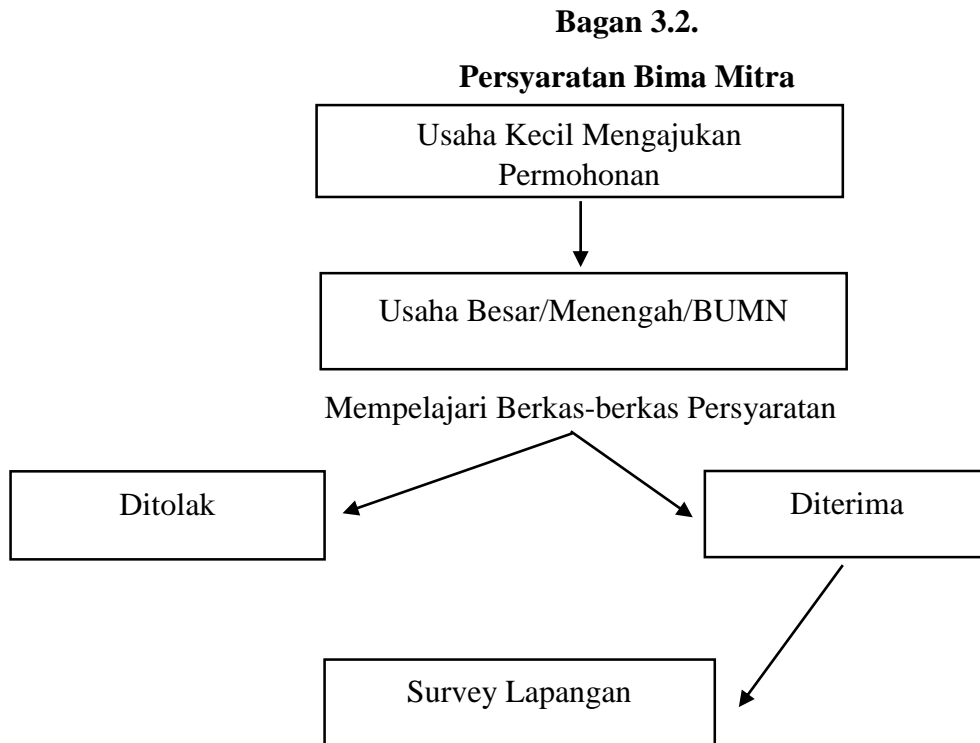 Bagan 3.2.
Persyaratan Bima Mitra
Usaha Kecil Mengajukan
Permohonan
Usaha Besar/Menengah/BUMN
Mempelajari Berkas-berkas Persyaratan
Ditolak
Diterima
Survey Lapangan